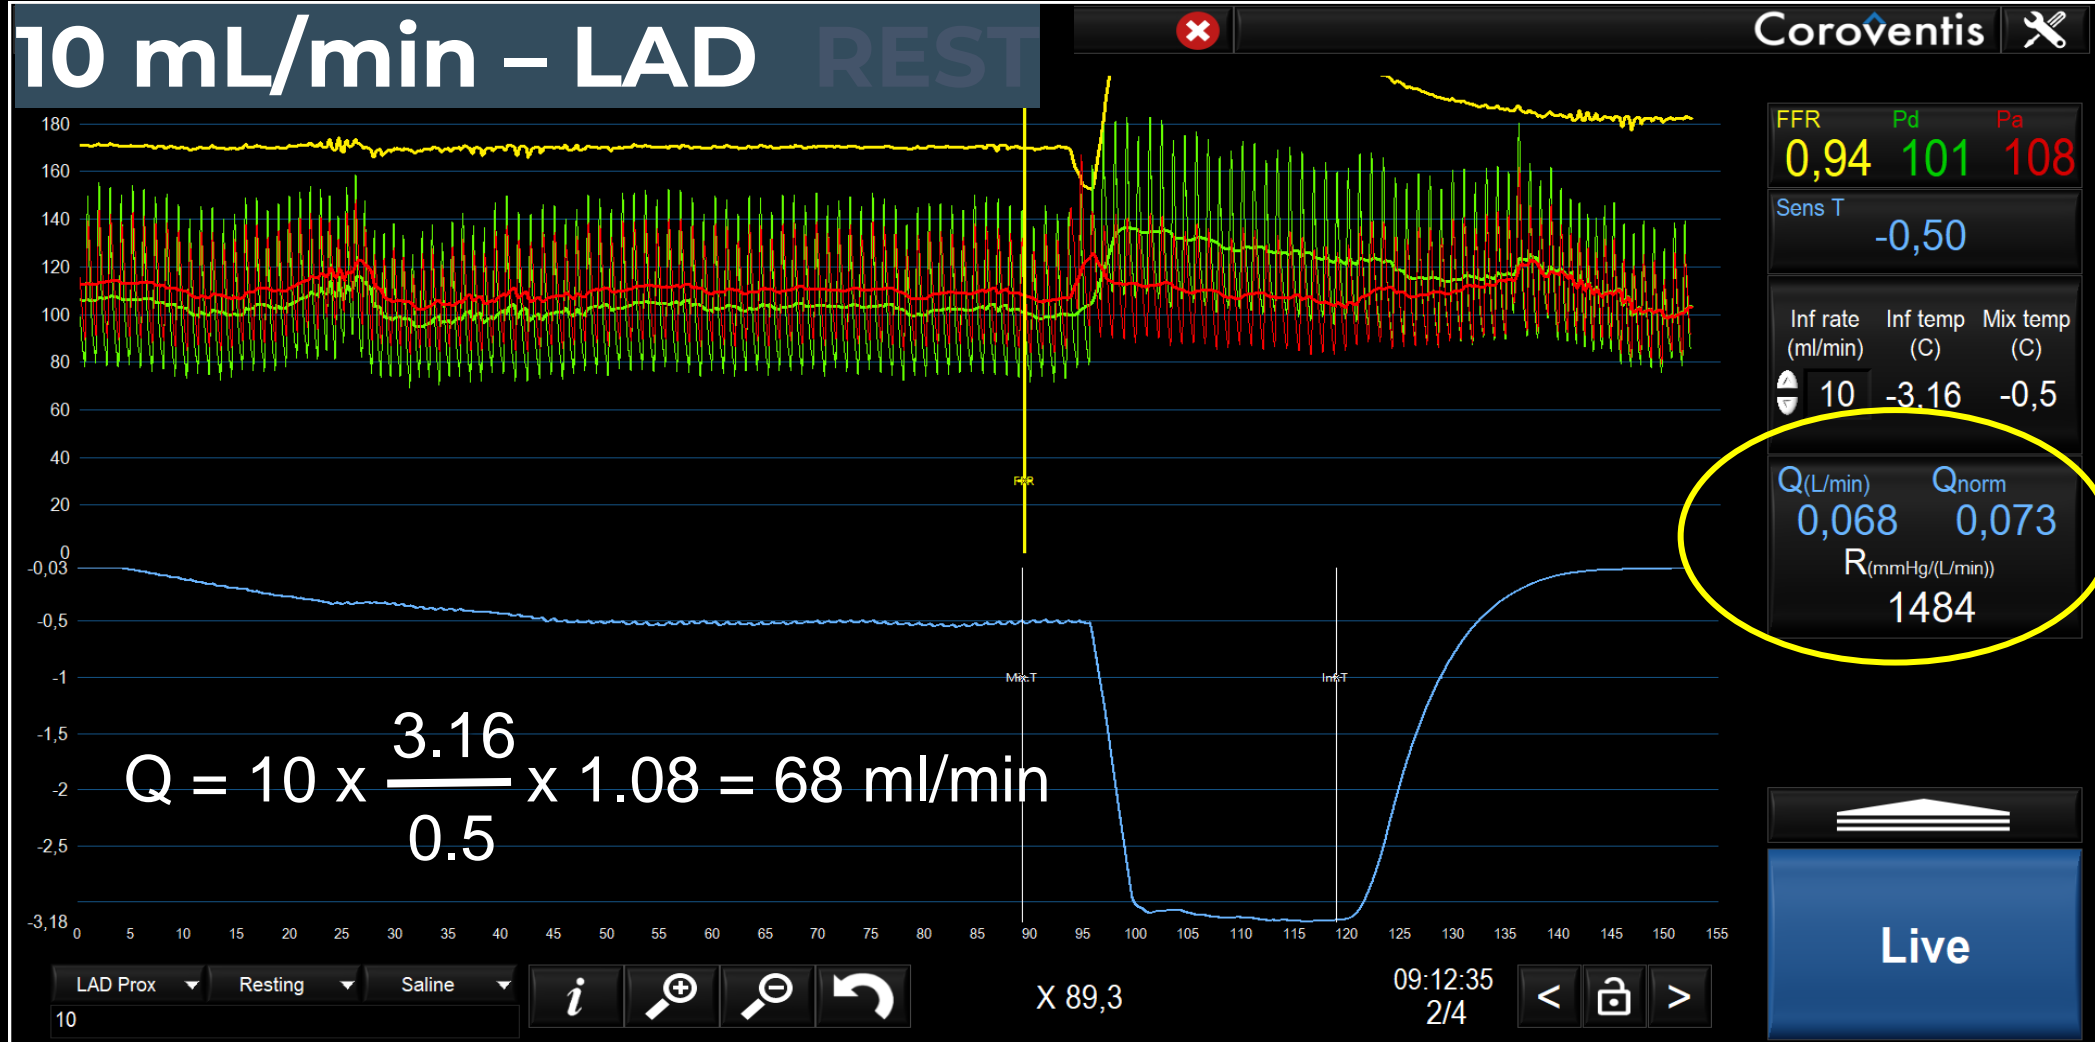 10 mL/min – LAD REST
Coroventis
FFR Pd Pa
0,94 101 108
Sens T
-0,50
Inf rate Inf temp Mix temp
(ml/min) (C) (C)
10 -3,16 -0,5
Q(L/min) Qnorm
0,068 0,073
R(mmHg/(L/min))
1484
180
160
140
120
100
80
60
40
20
0
FFR
-0,03
-0,5
-1
-1,5
-2
-2,5
-3,18
Mix T Inf T
Q = 10 x 3.16 / 0.5 x 1.08 = 68 ml/min
0 5 10 15 20 25 30 35 40 45 50 55 60 65 70 75 80 85 90 95 100 105 110 115 120 125 130 135 140 145 150 155
LAD Prox Resting Saline
10
i
X 89,3
09:12:35
2/4
< >
Live